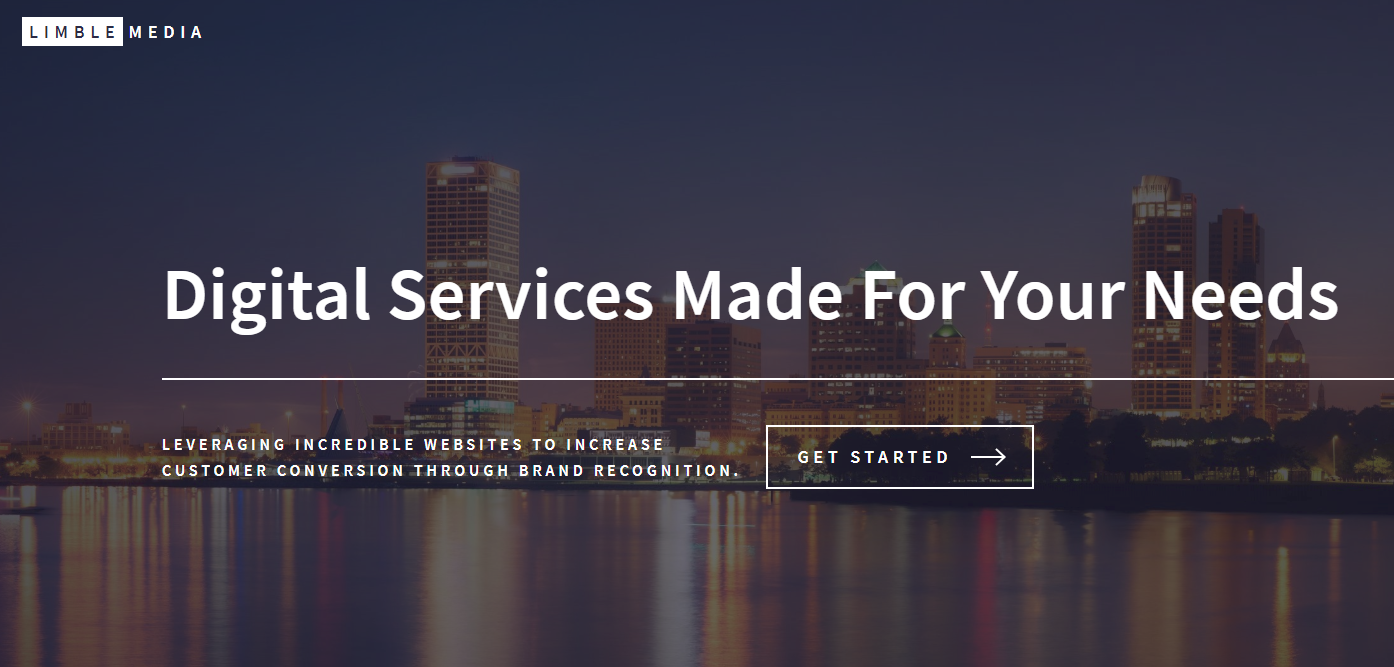 LIMBLE MEDIA
Digital Services Made For Your Needs
LEVERAGING INCREDIBLE WEBSITES TO INCREASE
CUSTOMER CONVERSION THROUGH BRAND RECOGNITION.
GET STARTED